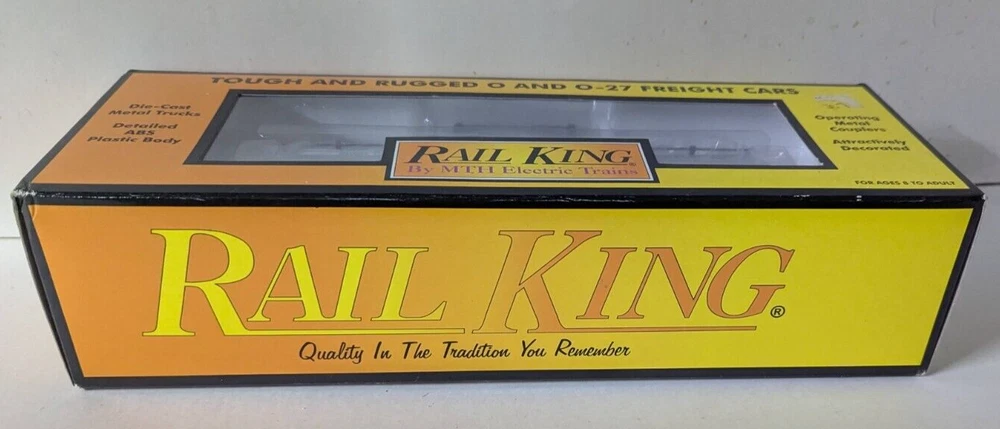 TOUGH AND RUGGED O AND O-27 FREIGHT CARS
Die-Cast
Metal Trucks
Detailed
ABS
Plastic Body
Operating
Metal
Couplers
Attractively
Decorated
RAIL KING®
By MTH Electric Trains
FOR AGES 8 TO ADULT
RAIL KING®
Quality In The Tradition You Remember